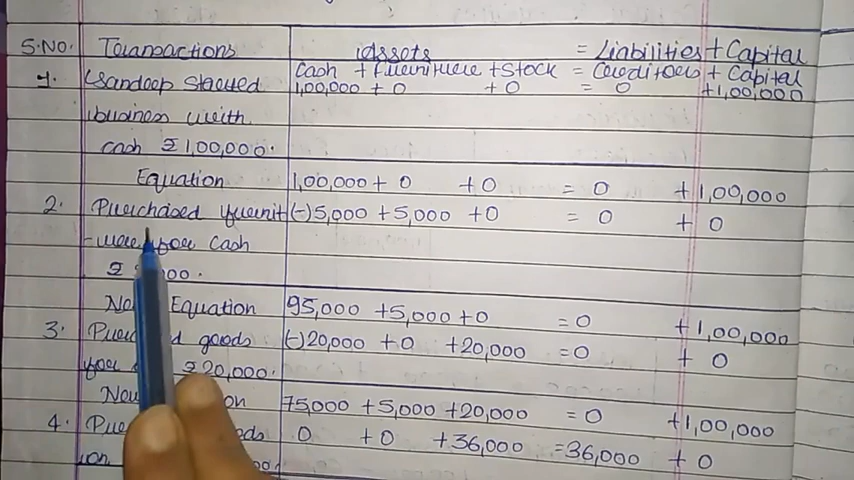 S.No. Transactions Assets = Liabilities + Capital
Cash + Furniture + Stock = Creditors + Capital
1. Sandeep started 1,00,000 + 0 + 0 = 0 + 1,00,000
business with
cash ₹ 1,00,000.
Equation 1,00,000 + 0 + 0 = 0 + 1,00,000
2. Purchased furnit (-) 5,000 + 5,000 + 0 = 0 + 0
-ure for cash
₹ 000.
Equation 95,000 + 5,000 + 0 = 0 + 1,00,000
3. goods (-) 20,000 + 0 + 20,000 = 0 + 0
for ₹ 20,000.
75,000 + 5,000 + 20,000 = 0 + 1,00,000
4. 0 + 0 + 36,000 = 36,000 + 0
on